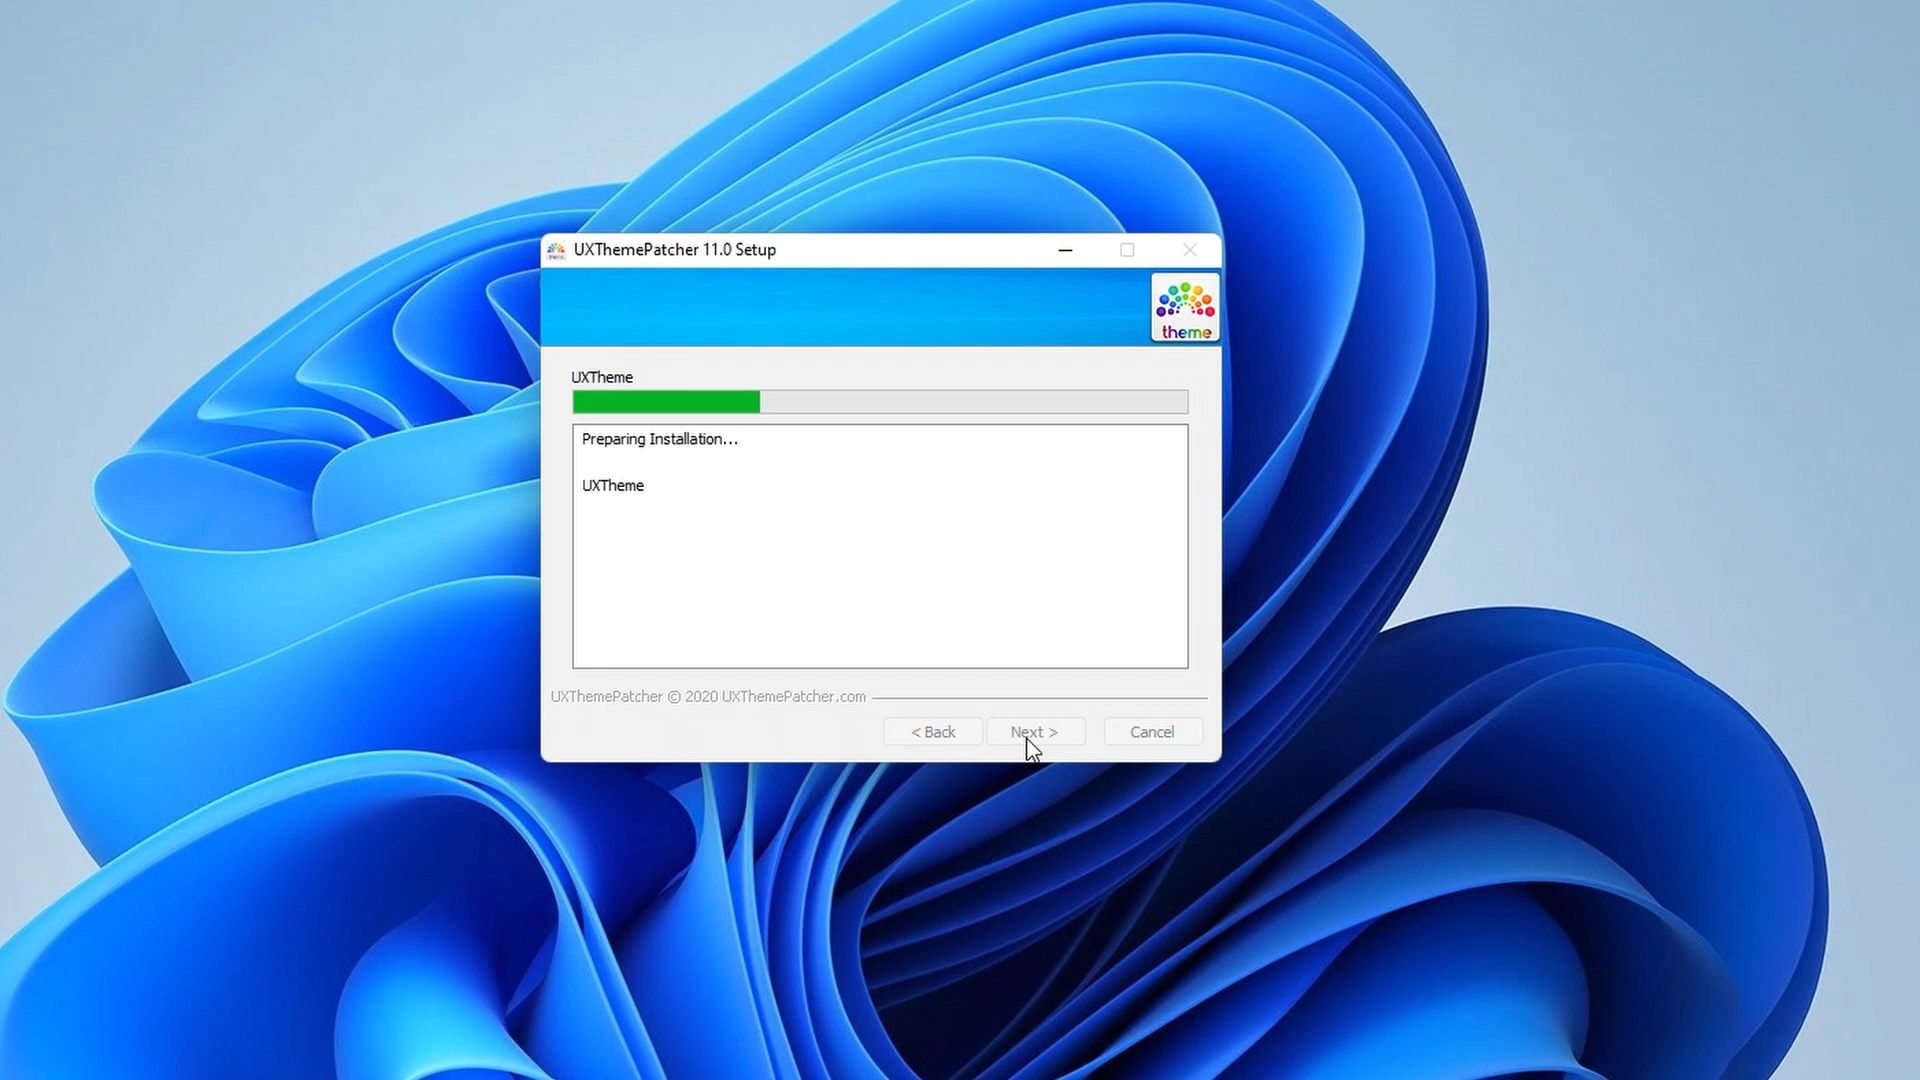 UXThemePatcher 11.0 Setup
theme
UXTheme
Preparing Installation...
UXTheme
UXThemePatcher © 2020 UXThemePatcher.com
< Back
Next >
Cancel